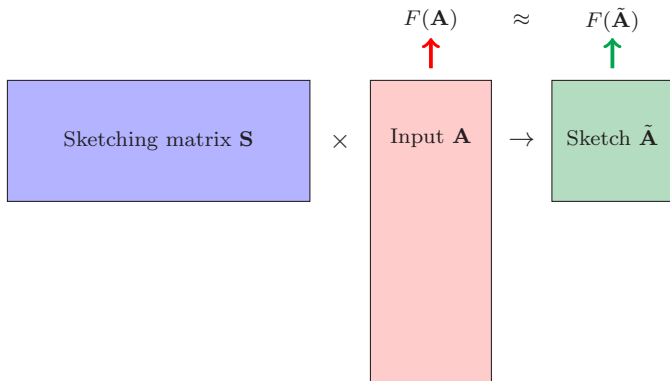 F(𝐀) ≈ F(𝐀̃)
Sketching matrix 𝐒 × Input 𝐀 → Sketch 𝐀̃